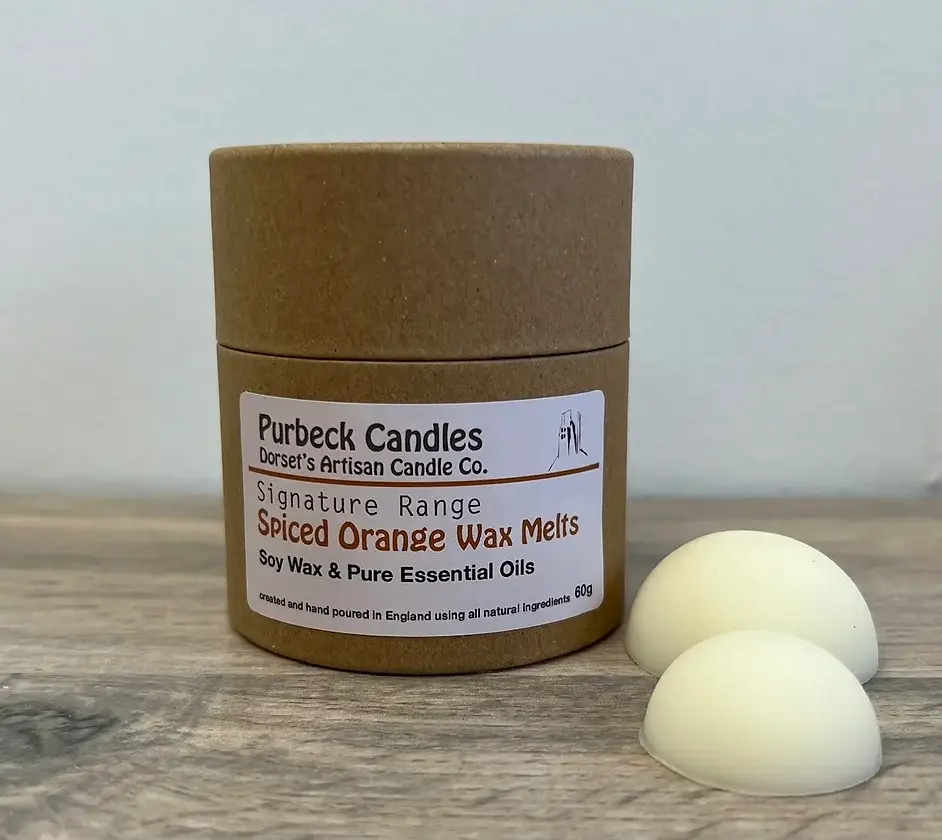 Purbeck Candles
Dorset's Artisan Candle Co.
Signature Range
Spiced Orange Wax Melts
Soy Wax & Pure Essential Oils
created and hand poured in England using all natural ingredients 60g